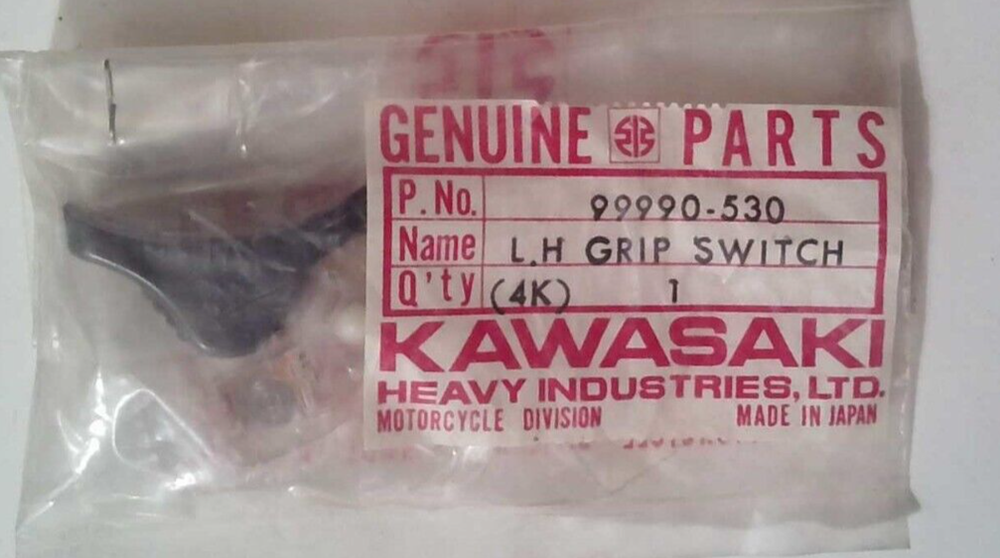 GENUINE PARTS
P. No. 99990-530
Name L.H GRIP SWITCH
Q'ty (4K) 1
KAWASAKI
HEAVY INDUSTRIES, LTD.
MOTORCYCLE DIVISION MADE IN JAPAN